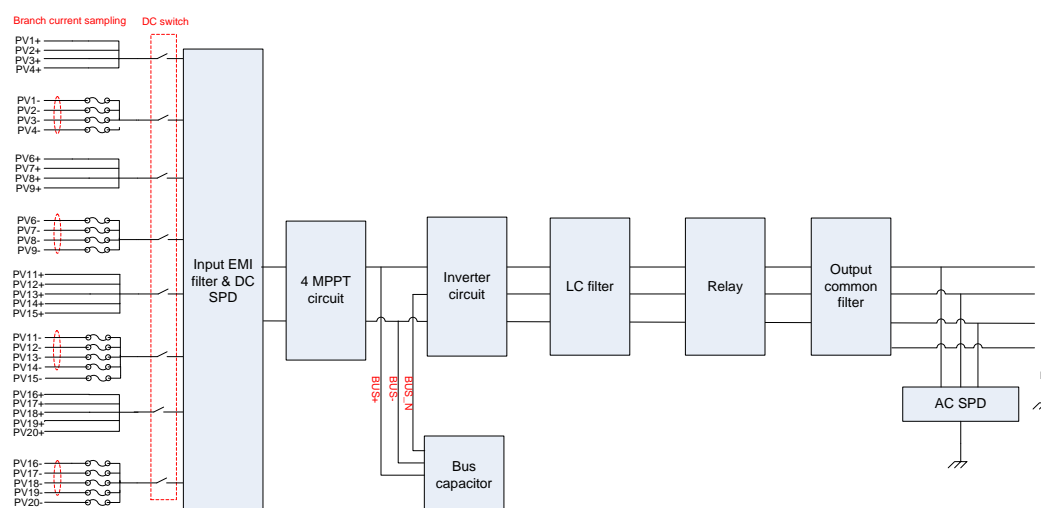 Branch current sampling
DC switch
PV1+
PV2+
PV3+
PV4+
PV1-
PV2-
PV3-
PV4-
PV6+
PV7+
PV8+
PV9+
PV6-
PV7-
PV8-
PV9-
PV11+
PV12+
PV13+
PV14+
PV15+
PV11-
PV12-
PV13-
PV14-
PV15-
PV16+
PV17+
PV18+
PV19+
PV20+
PV16-
PV17-
PV18-
PV19-
PV20-
Input EMI
filter & DC
SPD
4 MPPT
circuit
BUS+
BUS-
BUS_N
Bus
capacitor
Inverter
circuit
LC filter
Relay
Output
common
filter
AC SPD